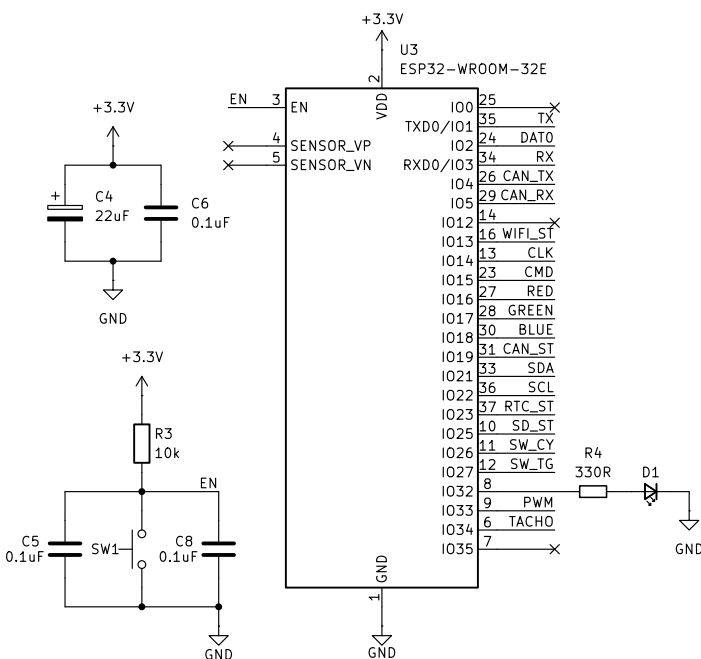 +3.3V
U3
ESP32-WROOM-32E
2
VDD
EN 3 EN
4 SENSOR_VP
5 SENSOR_VN
IO0 25
TXD0/IO1 35 TX
IO2 24 DAT0
RXD0/IO3 34 RX
IO4 26 CAN_TX
IO5 29 CAN_RX
IO12 14
IO13 16 WIFI_ST
IO14 13 CLK
IO15 23 CMD
IO16 27 RED
IO17 28 GREEN
IO18 30 BLUE
IO19 31 CAN_ST
IO21 33 SDA
IO22 36 SCL
IO23 37 RTC_ST
IO25 10 SD_ST
IO26 11 SW_CY
IO27 12 SW_TG
IO32 8
IO33 9 PWM
IO34 6 TACHO
IO35 7
GND
1
GND
R4
330R
D1
GND
+3.3V
+
C4
22uF
C6
0.1uF
GND
+3.3V
R3
10k
EN
C5
0.1uF
SW1
C8
0.1uF
GND